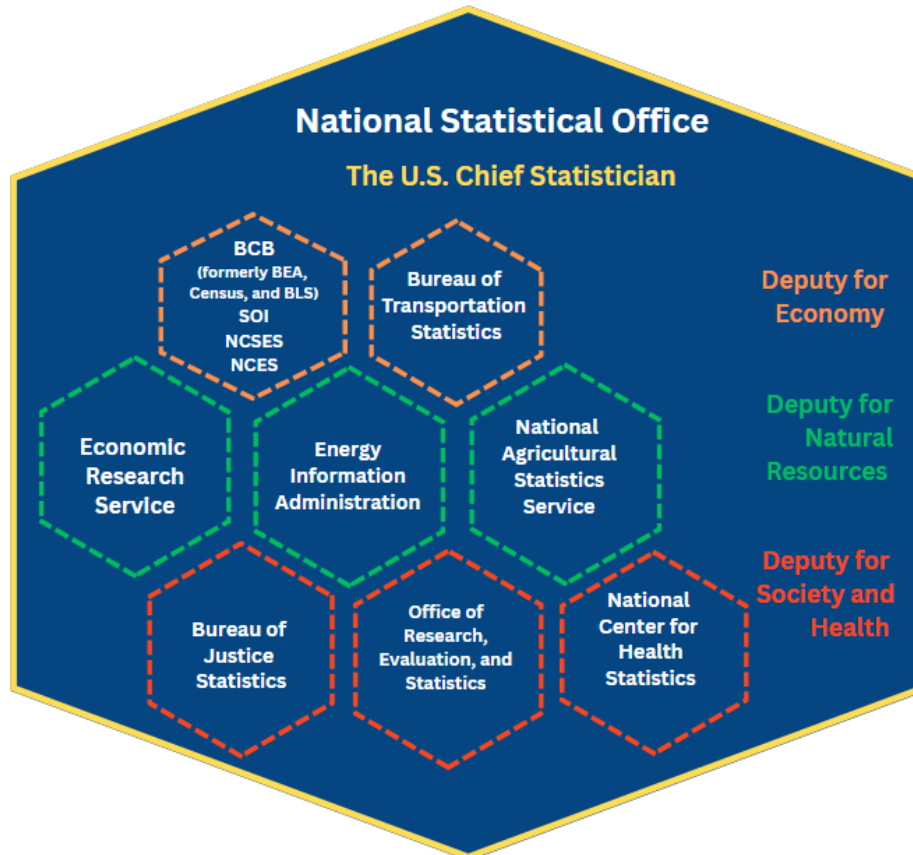 National Statistical Office
The U.S. Chief Statistician
BCB
(formerly BEA,
Census, and BLS)
SOI
NCSES
NCES
Bureau of
Transportation
Statistics
Deputy for
Economy
Economic
Research
Service
Energy
Information
Administration
National
Agricultural
Statistics
Service
Deputy for
Natural
Resources
Bureau of
Justice
Statistics
Office of
Research,
Evaluation, and
Statistics
National
Center for
Health
Statistics
Deputy for
Society and
Health